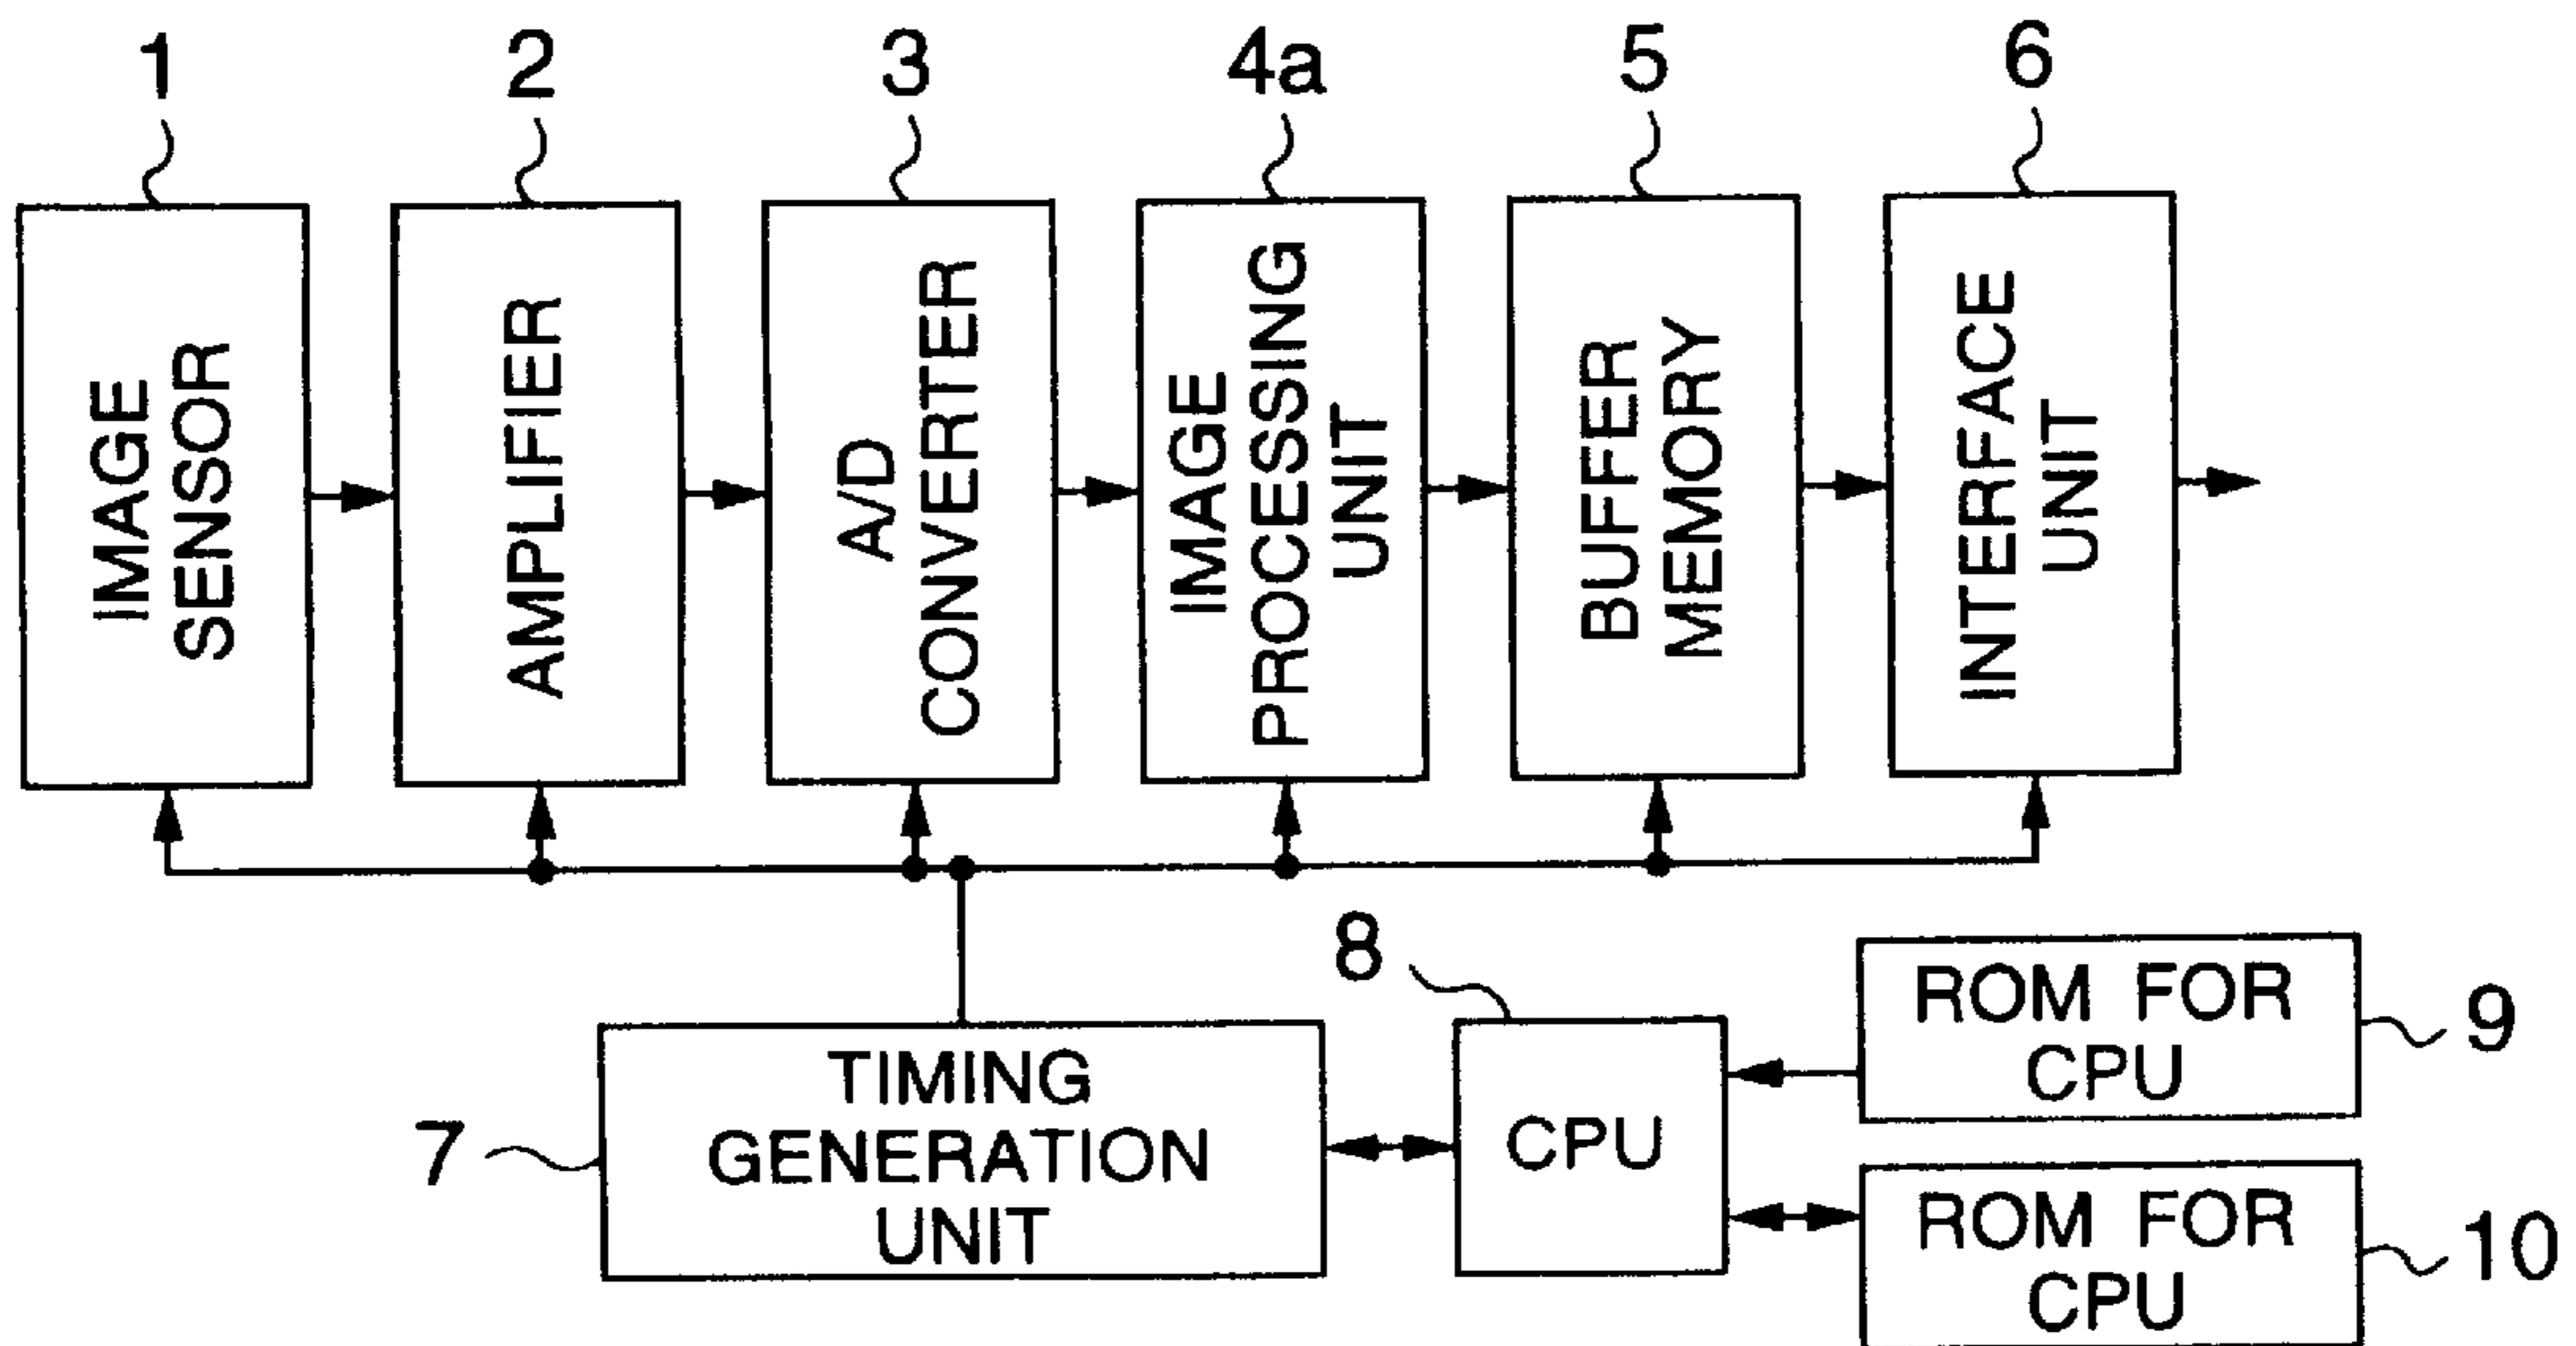 1
2
3
4a
5
6
IMAGE
SENSOR
AMPLIFIER
A/D
CONVERTER
IMAGE
PROCESSING
UNIT
BUFFER
MEMORY
INTERFACE
UNIT
7
TIMING
GENERATION
UNIT
8
CPU
ROM FOR
CPU
9
ROM FOR
CPU
10